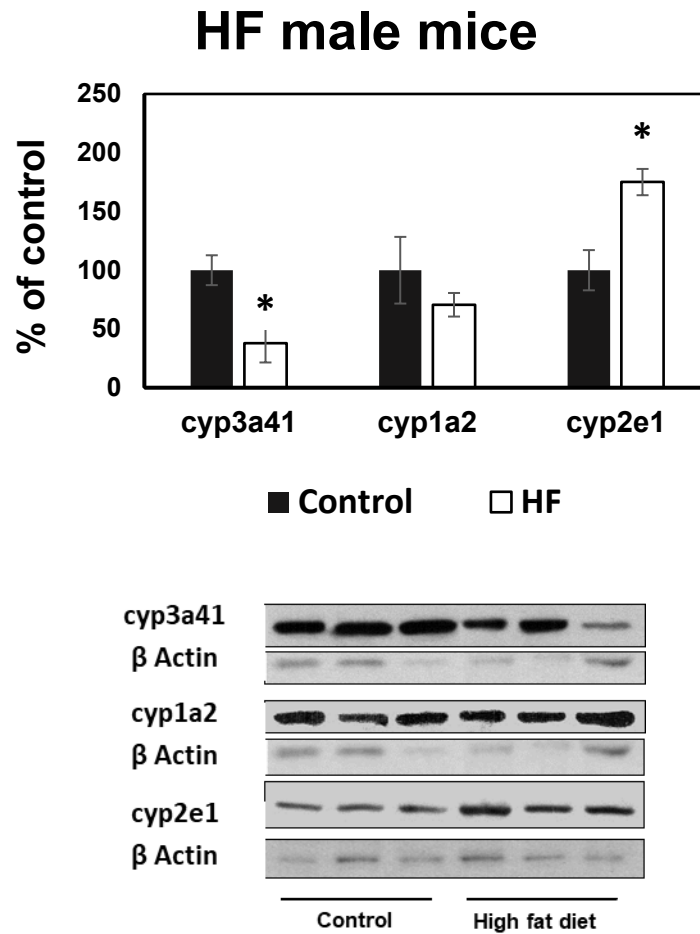 HF male mice
% of control
250
200
150
100
50
0
*
*
cyp3a41 cyp1a2 cyp2e1
Control HF
cyp3a41
β Actin
cyp1a2
β Actin
cyp2e1
β Actin
Control High fat diet